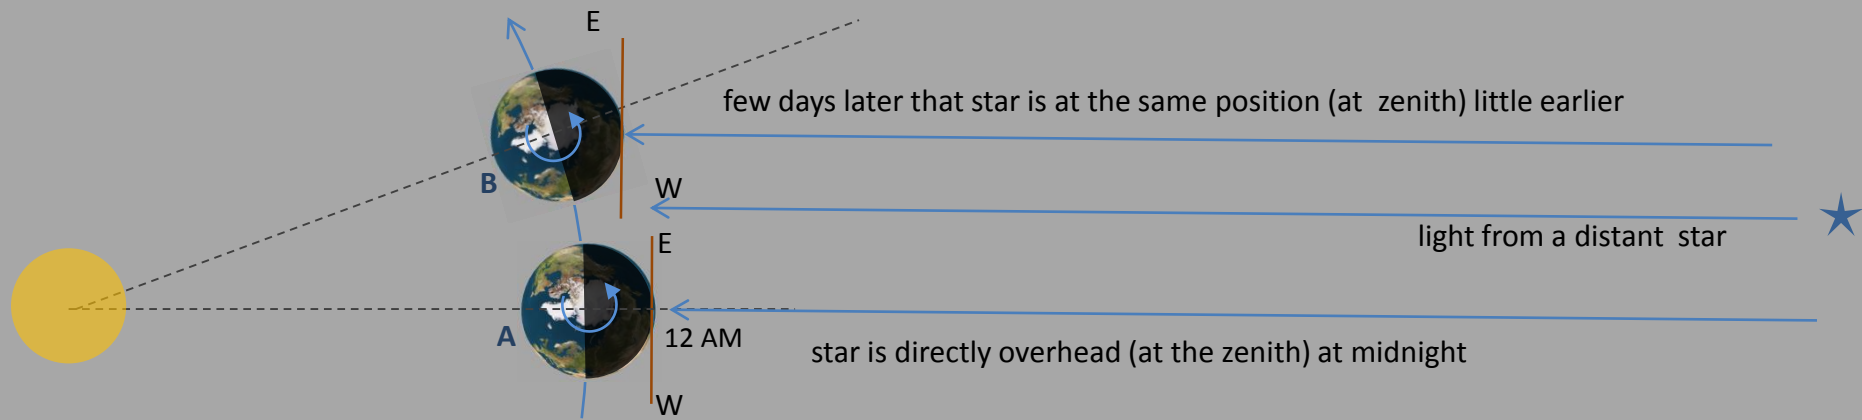 E
few days later that star is at the same position (at zenith) little earlier
B
W
light from a distant star
E
A
12 AM
star is directly overhead (at the zenith) at midnight
W